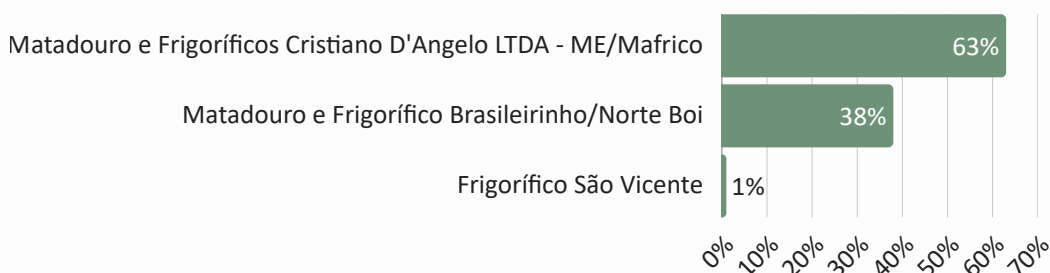 Matadouro e Frigoríficos Cristiano D'Angelo LTDA - ME/Mafrico 63%
Matadouro e Frigorífico Brasileirinho/Norte Boi 38%
Frigorífico São Vicente 1%
0% 10% 20% 30% 40% 50% 60% 70%